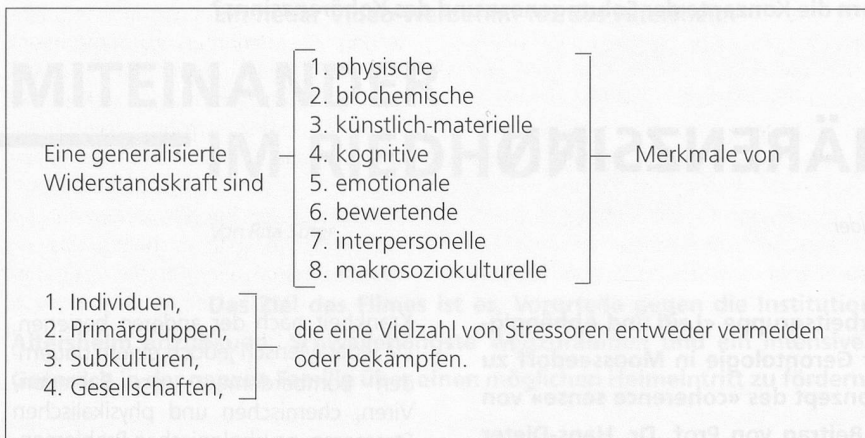 Eine generalisierte
Widerstandskraft sind
1. physische
2. biochemische
3. künstlich-materielle
4. kognitive
5. emotionale
6. bewertende
7. interpersonelle
8. makrosoziokulturelle
Merkmale von
1. Individuen,
2. Primärgruppen,
3. Subkulturen,
4. Gesellschaften,
die eine Vielzahl von Stressoren entweder vermeiden
oder bekämpfen.